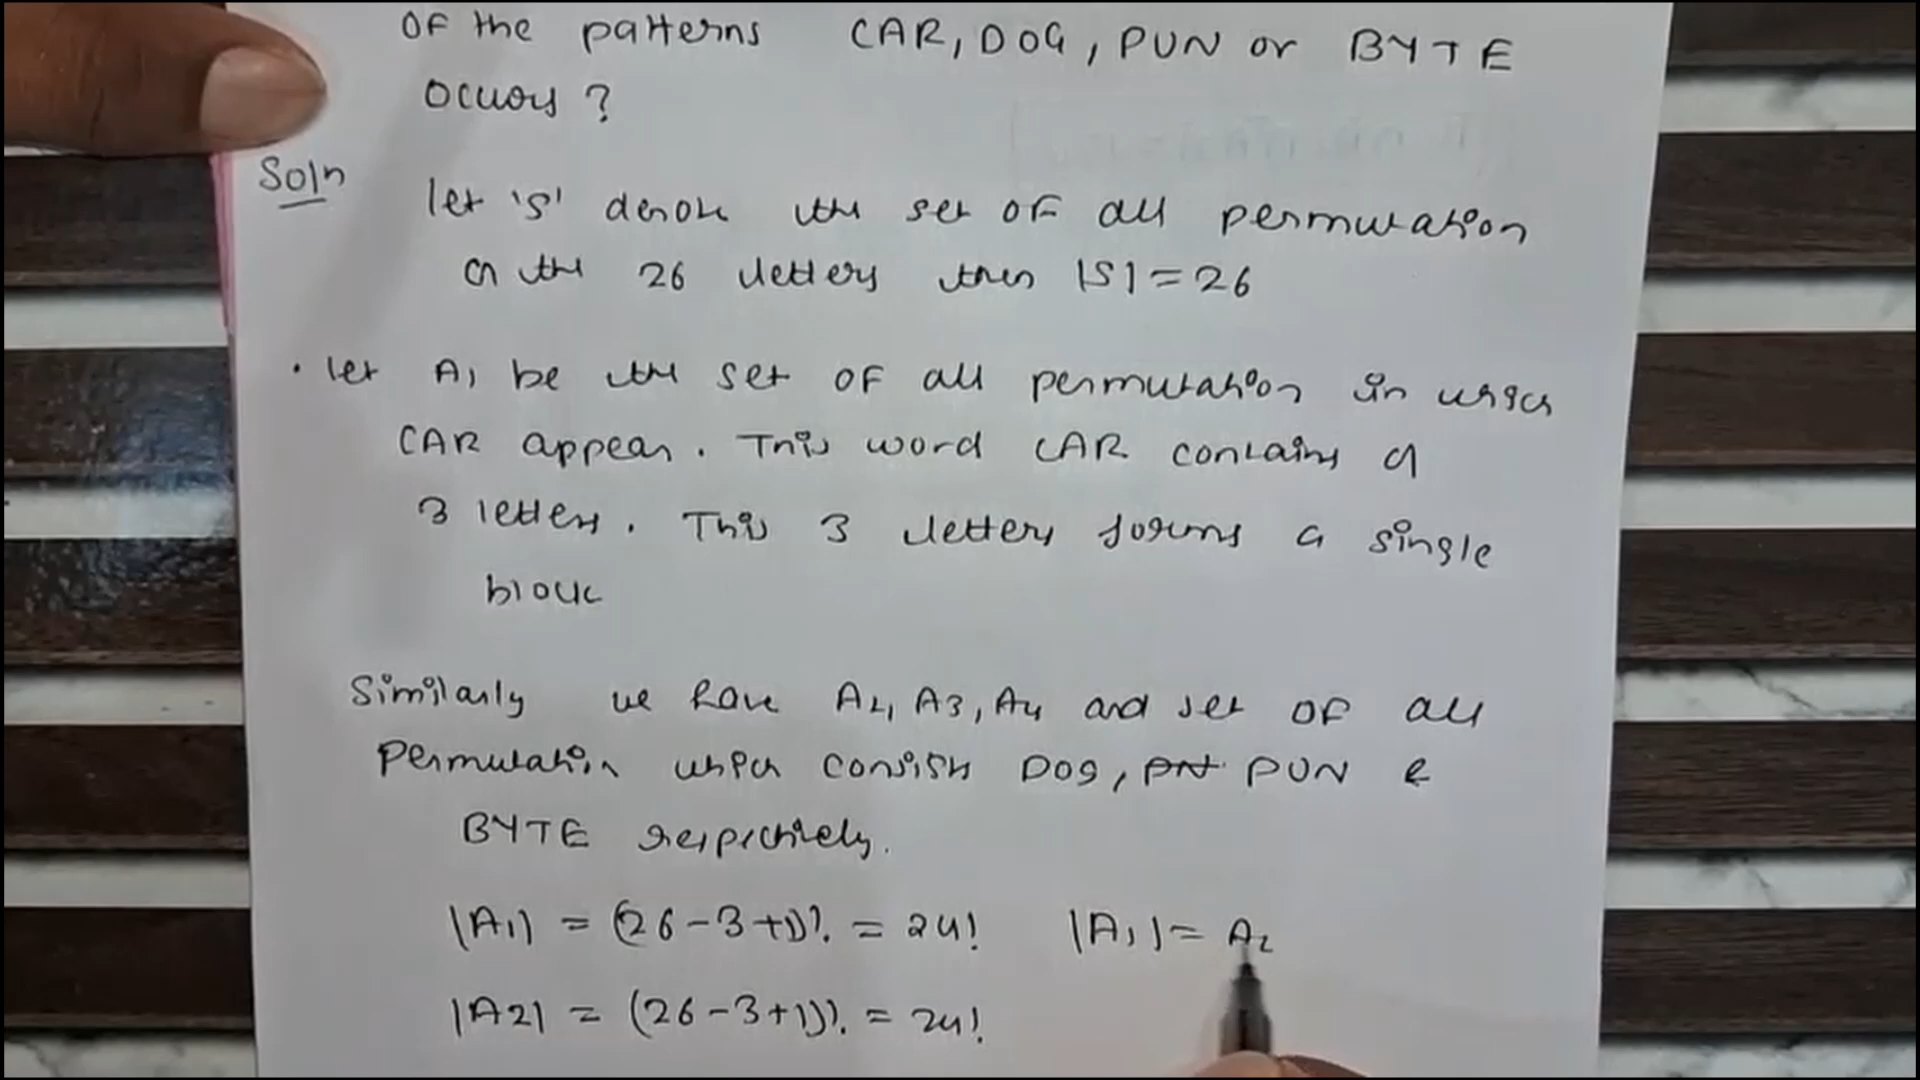 OF the patterns CAR, DOG, PUN or BYTE
occurs ?
Soln
let 'S' denote the set OF all permutation
of the 26 letters then |S| = 26
• let A1 be the set OF all permutation in which
CAR appear. This word CAR contains of
3 letters. This 3 letters forms a single
block
Similarly we have A2, A3, A4 and set OF all
permutation which consists DOG, PUN &
BYTE respectively.
|A1| = (26-3+1)! = 24! |A1| = A2
|A2| = (26-3+1)! = 24!